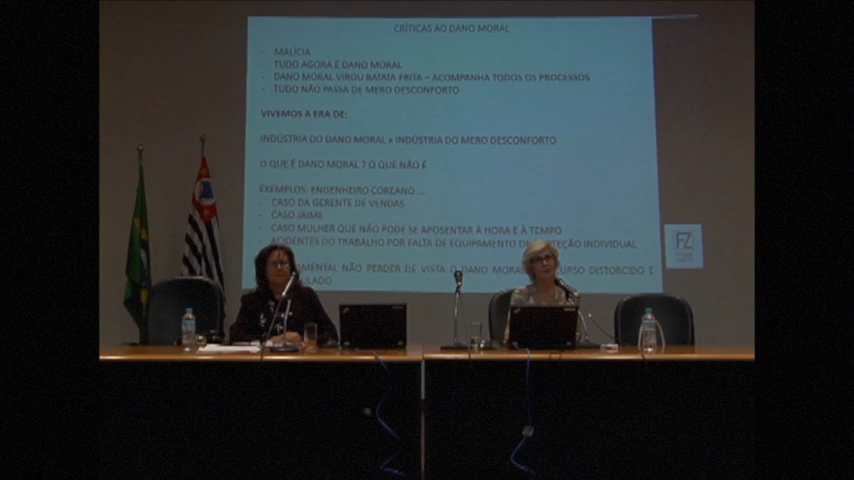 CRÍTICAS AO DANO MORAL
- MALÍCIA
- TUDO AGORA É DANO MORAL
- DANO MORAL VIROU BATATA FRITA – ACOMPANHA TODOS OS PROCESSOS
- TUDO NÃO PASSA DE MERO DESCONFORTO
VIVEMOS A ERA DE:
INDÚSTRIA DO DANO MORAL x INDÚSTRIA DO MERO DESCONFORTO
O QUE É DANO MORAL ? O QUE NÃO É
EXEMPLOS: ENGENHEIRO COREANO ...
- CASO DA GERENTE DE VENDAS
- CASO JAIME
- CASO MULHER QUE NÃO PODE SE APOSENTAR À HORA E À TEMPO
- ACIDENTES DO TRABALHO POR FALTA DE EQUIPAMENTO DE INDIVIDUAL
NÃO PERDER DE VISTA O DANO DISTORCIDO E
FZ